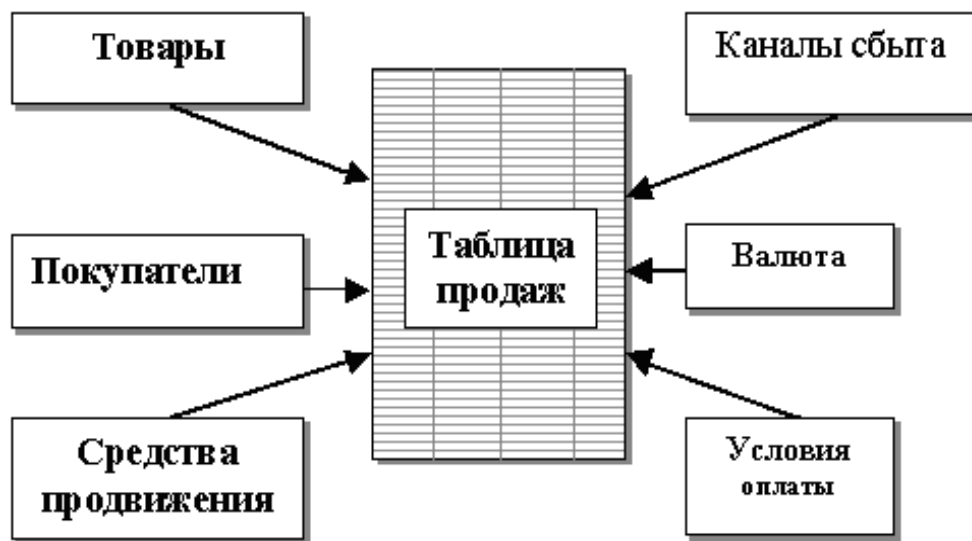 Товары
Каналы сбыта
Таблица
продаж
Покупатели
Валюта
Средства
продвижения
Условия
оплаты